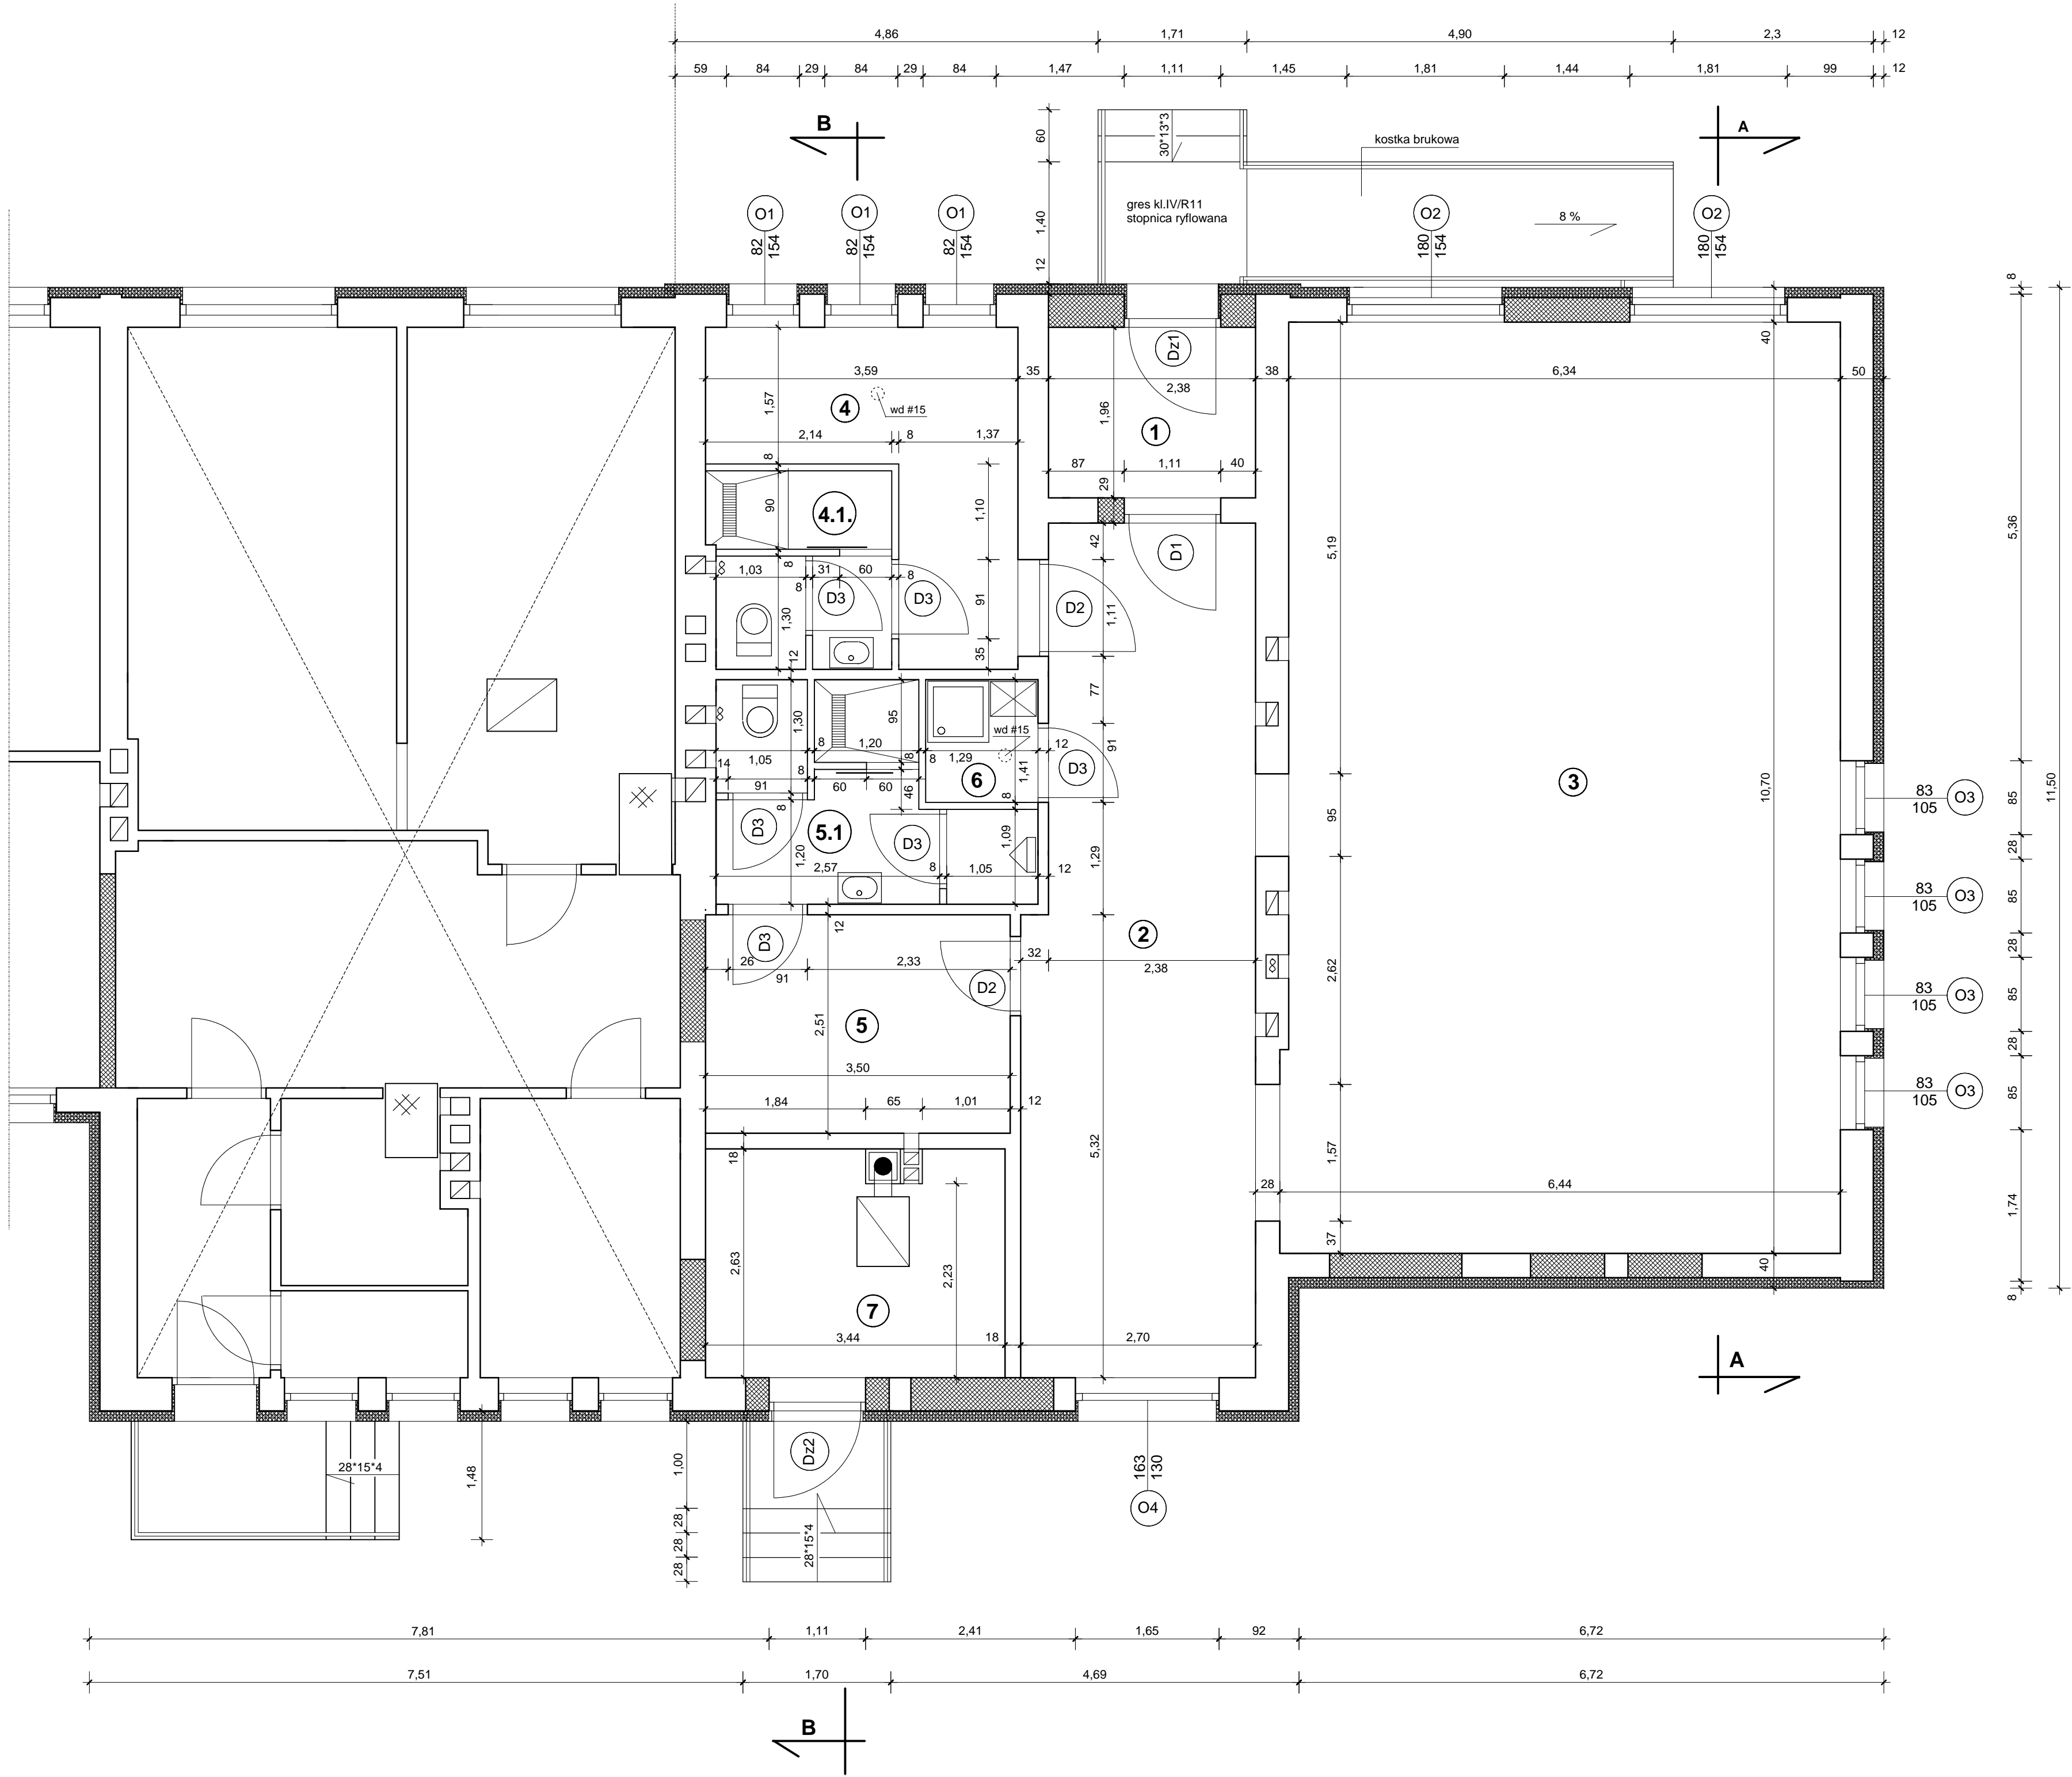 4,86 1,71 4,90 2,3 12
59 84 29 84 29 84 1,47 1,11 1,45 1,81 1,44 1,81 99 12
B
A
60
30*13*3
kostka brukowa
1,40
gres kl.IV/R11
stopnica ryflowana
8 %
12
O1 O1 O1 O2 O2
82 82 82 180 180
154 154 154 154 154
8
Dz1
40
3,59 35 2,38 38 6,34 50
1,57
4
wd #15
1,96
1
2,14 8 1,37
8
87 1,11 40
29
90
4.1.
1,10
42
D1
5,19
5,36
8
1,03 31 60 8
8
D3 D3
91
D2
1,11
1,30
12
35
77
1,30
95
wd #15
8 1,20 8
8 1,29
12
91
14 1,05 8
6
1,41
D3
3
10,70
11,50
91 60 60
46
8
8
D3
5.1
D3
1,09
95
83
105
O3
85
1,20
2,57 8 1,05 12
1,29
28
83
105
O3
85
12
D3
2
28
26 2,33
91
32 2,38
D2
2,62
83
105
O3
85
5
2,51
28
3,50
83
105
O3
85
1,84 65 1,01 12
18
5,32
1,57
28 6,44
1,74
37
40
2,63
2,23
7
8
3,44 18 2,70
A
Dz2
163
130
O4
28*15*4
1,48
1,00
28
28
28
28*15*4
7,81 1,11 2,41 1,65 92 6,72
7,51 1,70 4,69 6,72
B